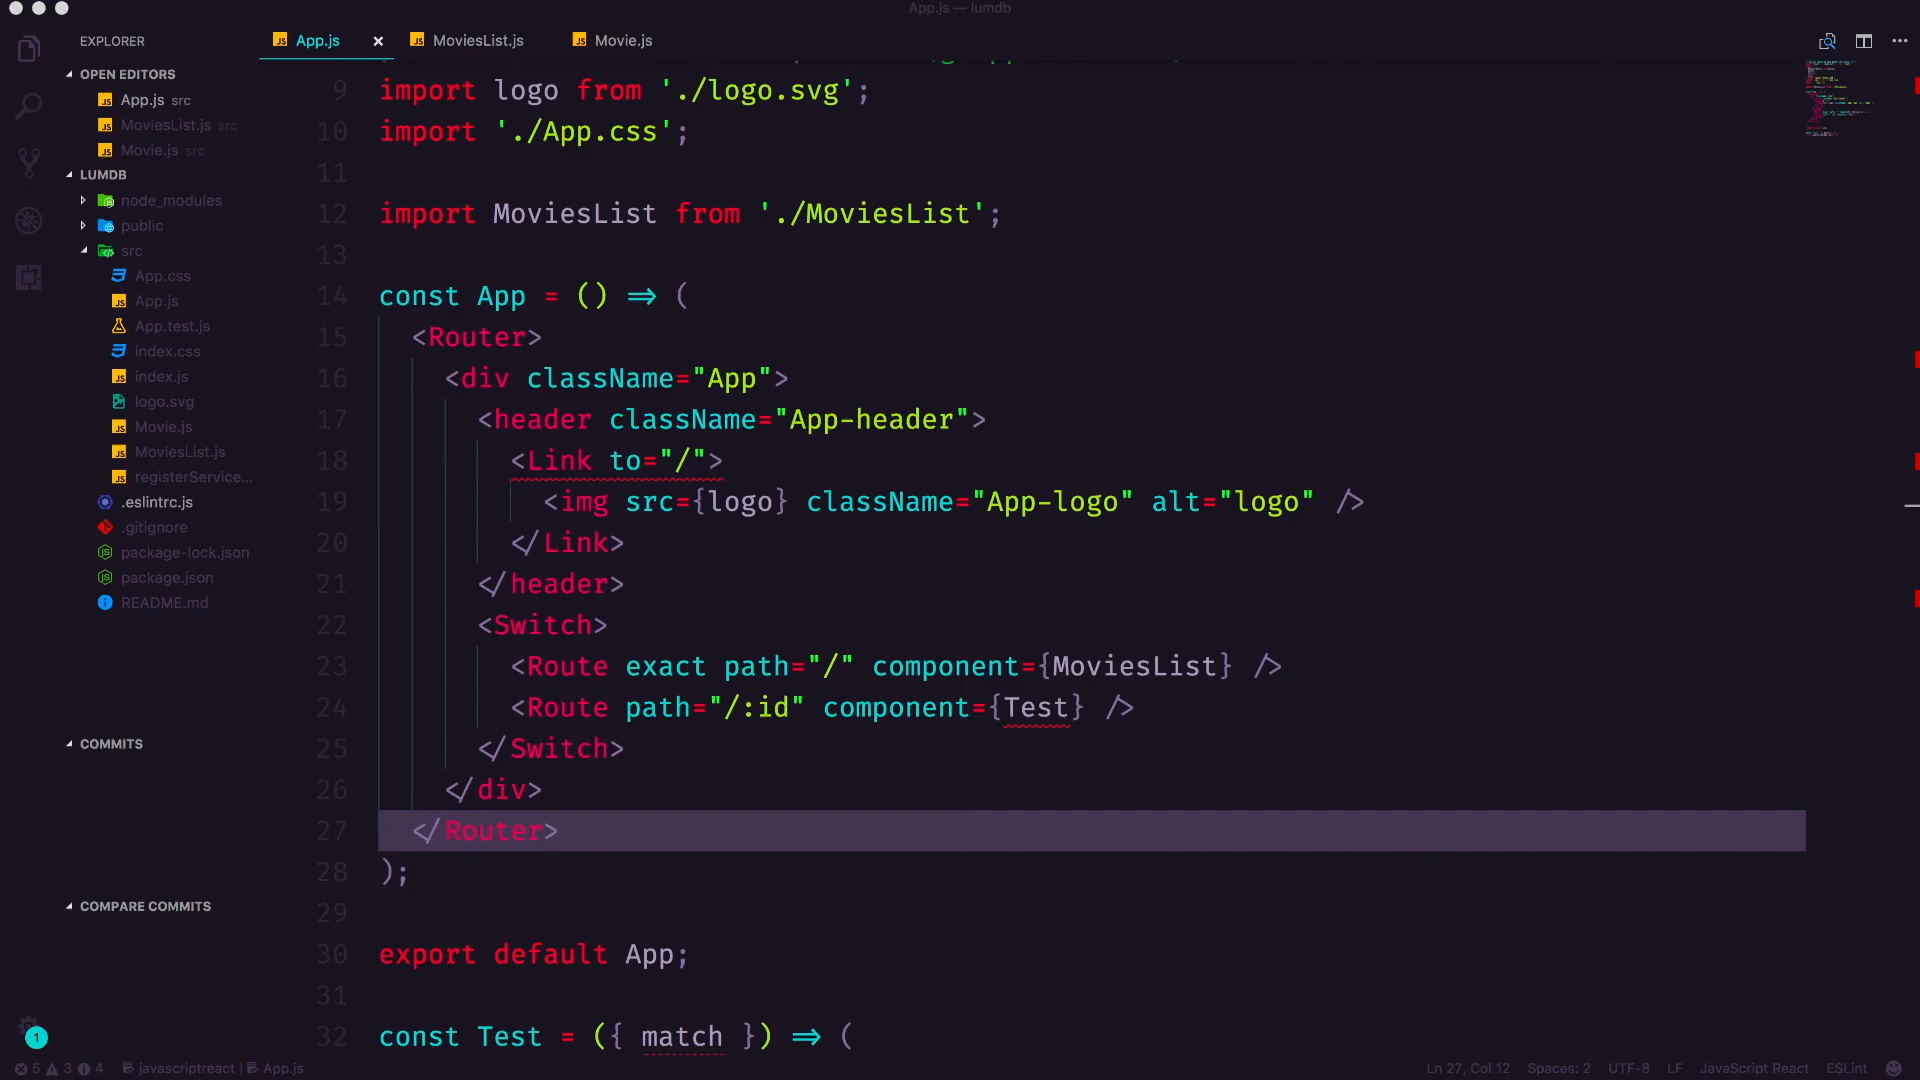 App.js — lumdb
EXPLORER
App.js
MoviesList.js
Movie.js
OPEN EDITORS
App.js src
MoviesList.js src
Movie.js src
LUMDB
node_modules
public
src
App.css
App.js
App.test.js
index.css
index.js
logo.svg
Movie.js
MoviesList.js
registerService...
.eslintrc.js
.gitignore
package-lock.json
package.json
README.md
COMMITS
COMPARE COMMITS
9 import logo from './logo.svg';
10 import './App.css';
11
12 import MoviesList from './MoviesList';
13
14 const App = () => (
15 <Router>
16 <div className="App">
17 <header className="App-header">
18 <Link to="/">
19 <img src={logo} className="App-logo" alt="logo" />
20 </Link>
21 </header>
22 <Switch>
23 <Route exact path="/" component={MoviesList} />
24 <Route path="/:id" component={Test} />
25 </Switch>
26 </div>
27 </Router>
28 );
29
30 export default App;
31
32 const Test = ({ match }) => (
1
5 3 4 javascriptreact | App.js
Ln 27, Col 12 Spaces: 2 UTF-8 LF JavaScript React ESLint